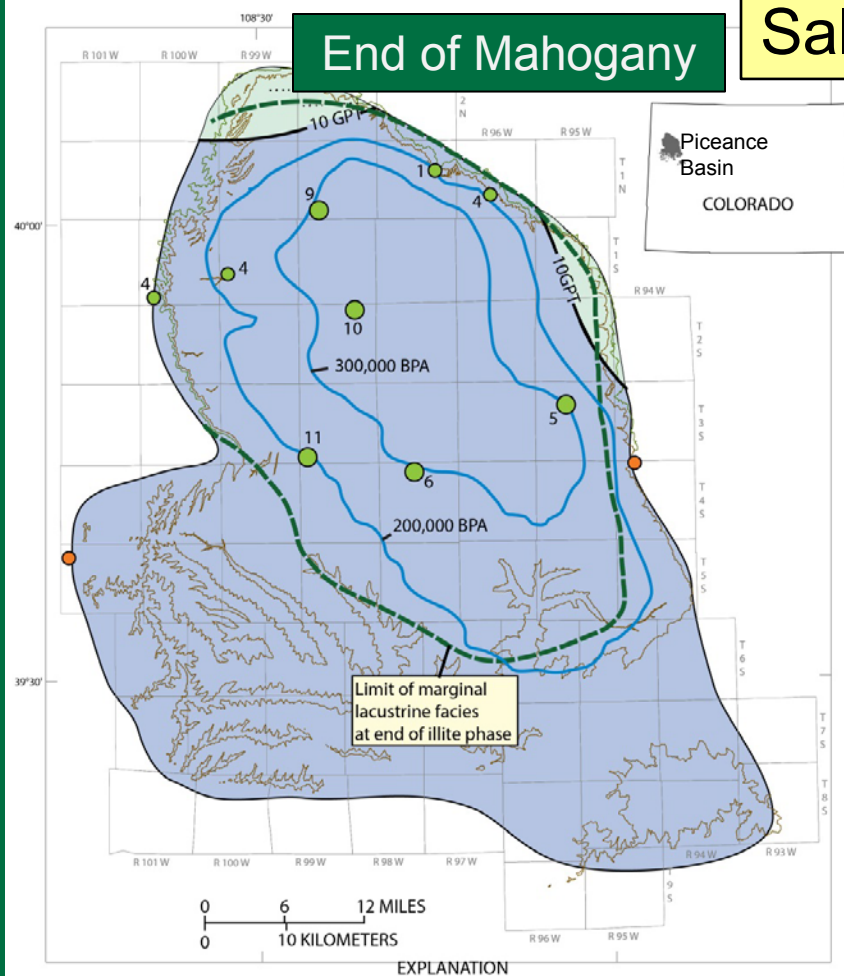 108°30'
End of Mahogany
Sal
R 101 W
R 100 W
R 99 W
2
N
R 96 W
R 95 W
10 GPT
Piceance
Basin
COLORADO
T
1
N
1
4
9
40°00'
T
1
S
4
10GPT
R 94 W
4
10
T
2
S
300,000 BPA
5
T
3
S
11
6
T
4
S
200,000 BPA
T
5
S
T
6
S
39°30'
Limit of marginal
lacustrine facies
at end of illite phase
T
7
S
T
8
S
R 101 W
R 100 W
R 99 W
R 98 W
R 97 W
R 94 W
R 93 W
9
S
0 6 12 MILES
0 10 KILOMETERS
R 96 W
R 95 W
EXPLANATION